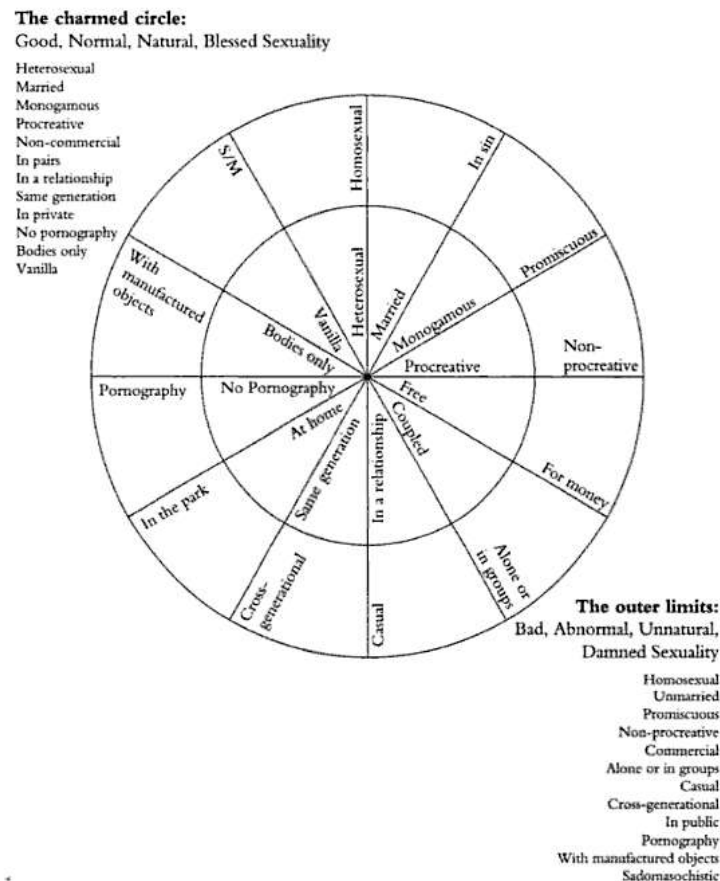 The charmed circle:
Good, Normal, Natural, Blessed Sexuality
Heterosexual
Married
Monogamous
Procreative
Non-commercial
In pairs
In a relationship
Same generation
In private
No pornography
Bodies only
Vanilla
S/M
Homosexual
In sin
Promiscuous
Non-
procreative
For money
Alone or
in groups
Casual
Cross-
generational
In the park
Pornography
With
manufactured
objects
Vanilla
Heterosexual
Married
Monogamous
Procreative
Free
Coupled
In a relationship
Same generation
At home
No Pornography
Bodies only
The outer limits:
Bad, Abnormal, Unnatural,
Damned Sexuality
Homosexual
Unmarried
Promiscuous
Non-procreative
Commercial
Alone or in groups
Casual
Cross-generational
In public
Pornography
With manufactured objects
Sadomasochistic